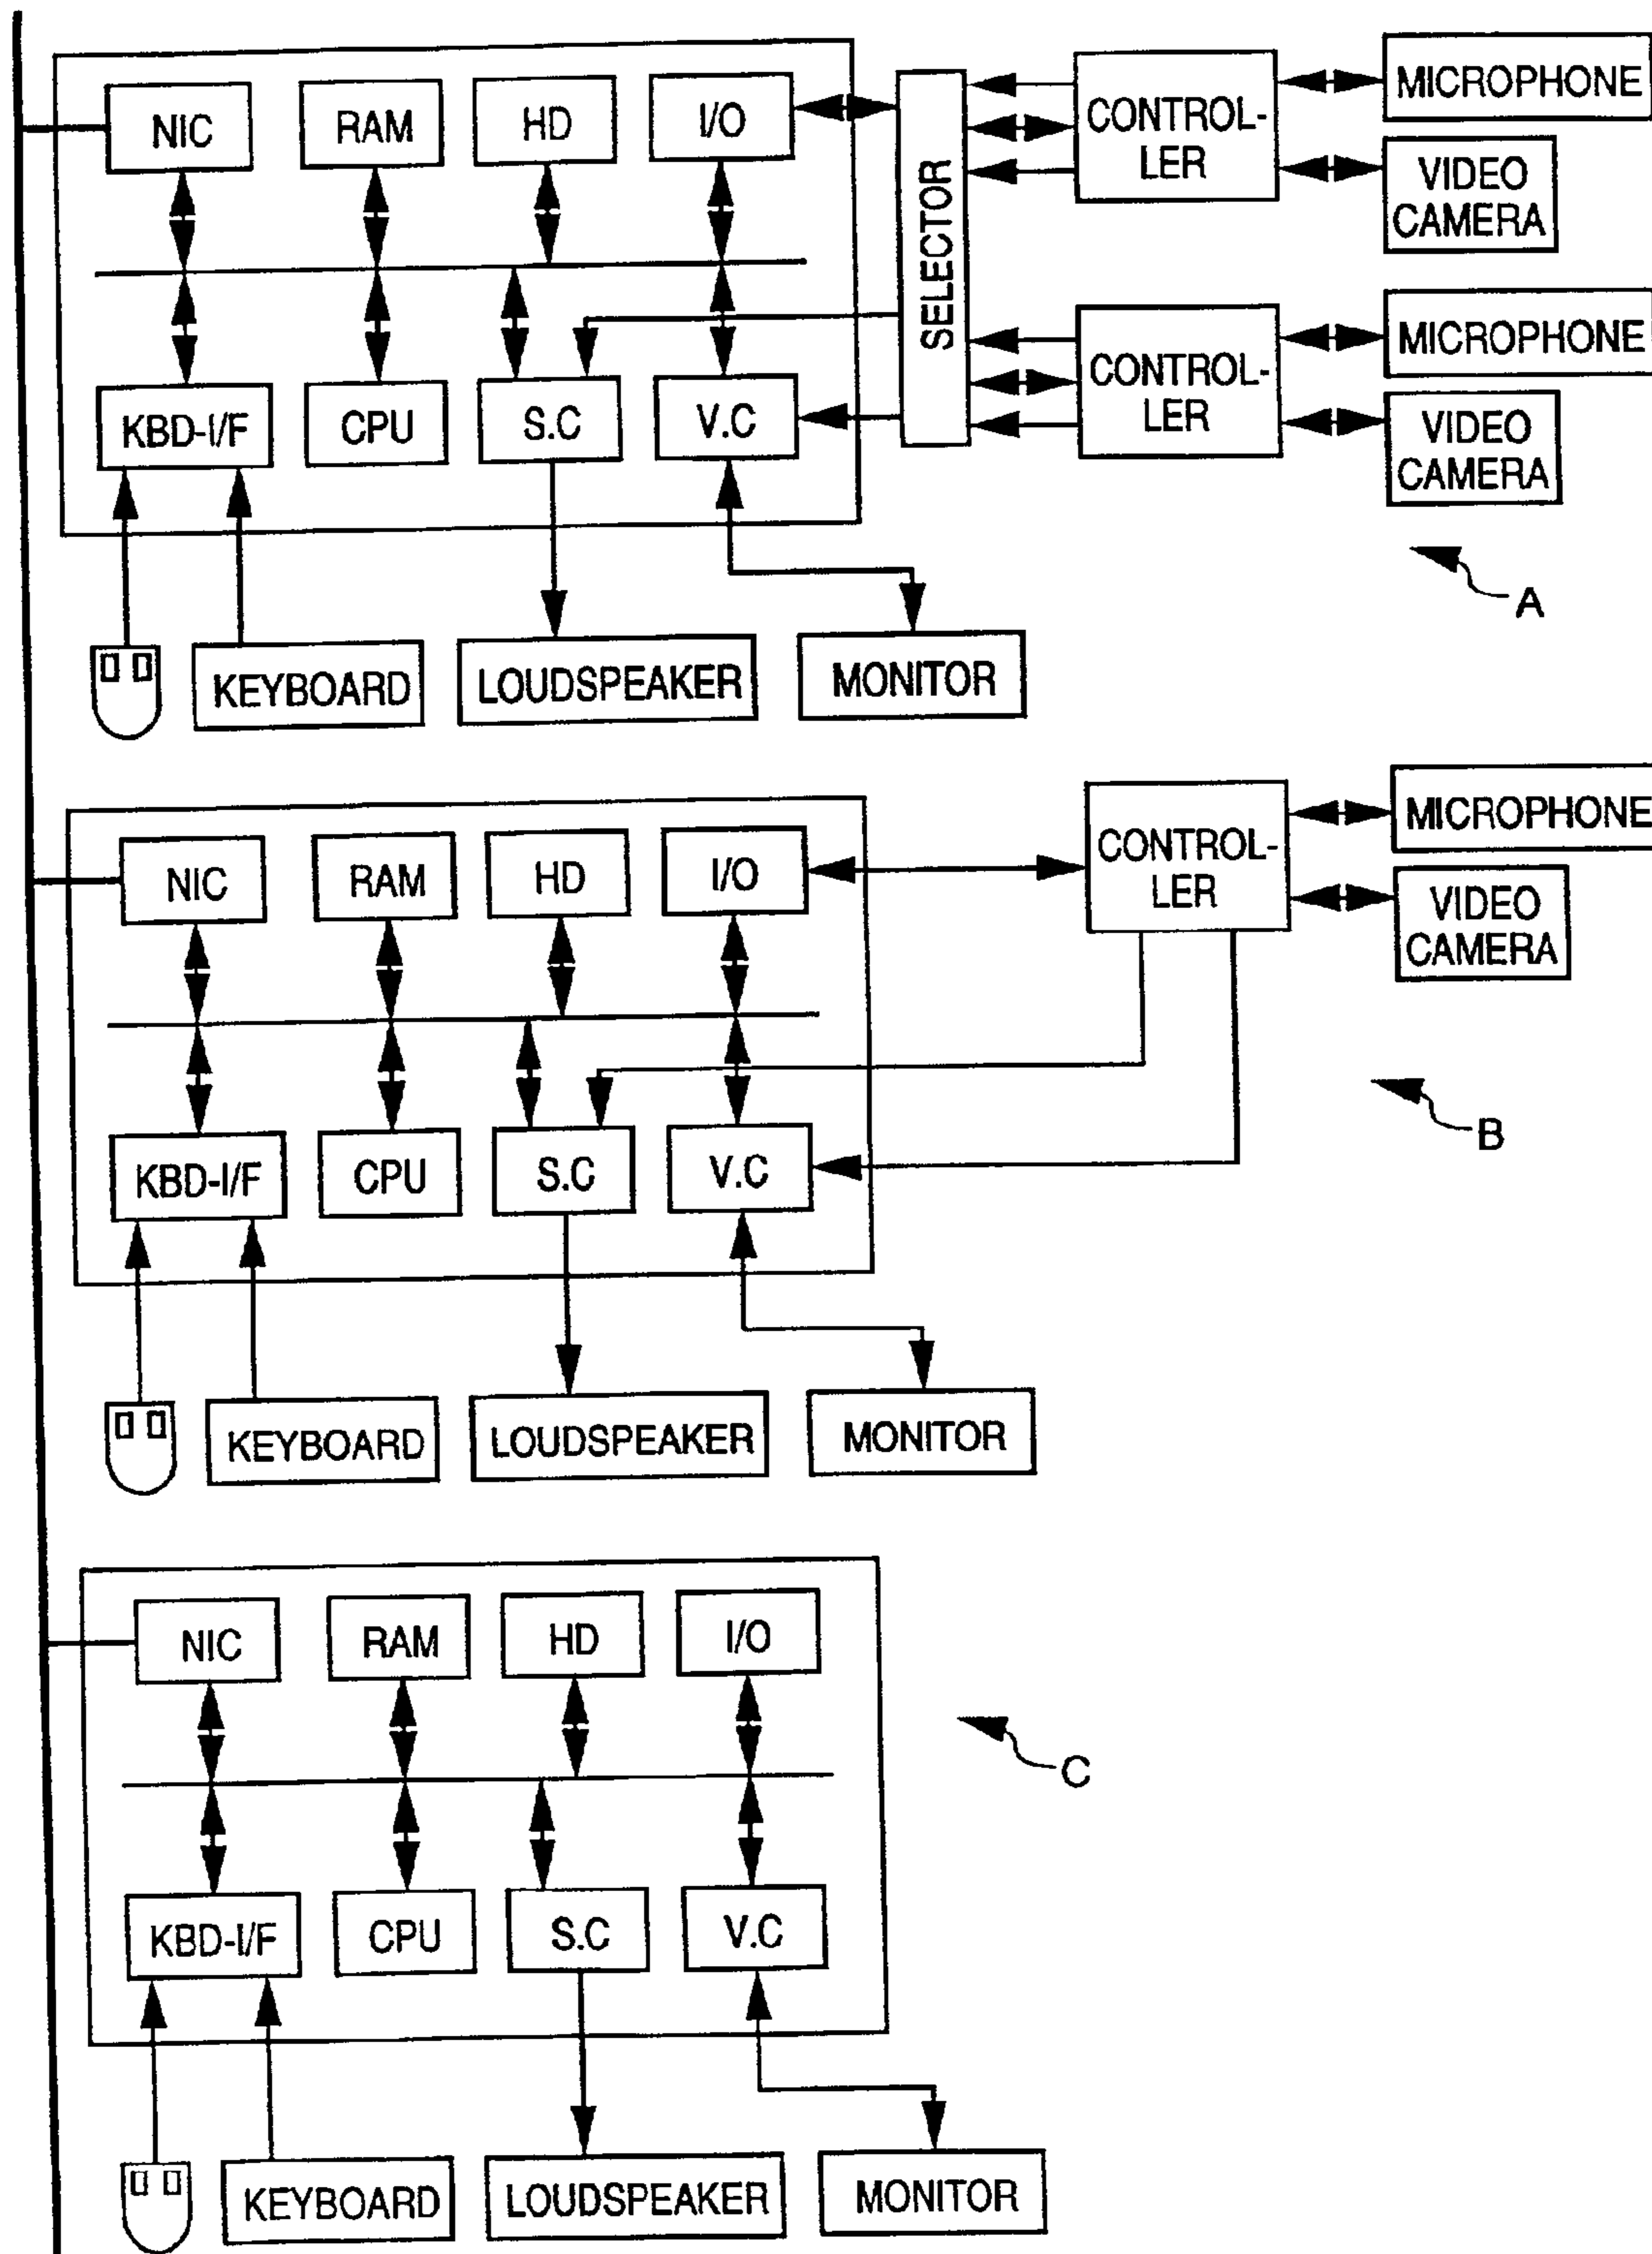 NIC
RAM
HD
I/O
SELECTOR
CONTROL-
LER
MICROPHONE
VIDEO
CAMERA
CONTROL-
LER
MICROPHONE
VIDEO
CAMERA
KBD-I/F
CPU
S.C
V.C
A
KEYBOARD
LOUDSPEAKER
MONITOR
NIC
RAM
HD
I/O
CONTROL-
LER
MICROPHONE
VIDEO
CAMERA
KBD-I/F
CPU
S.C
V.C
B
KEYBOARD
LOUDSPEAKER
MONITOR
NIC
RAM
HD
I/O
C
KBD-I/F
CPU
S.C
V.C
KEYBOARD
LOUDSPEAKER
MONITOR